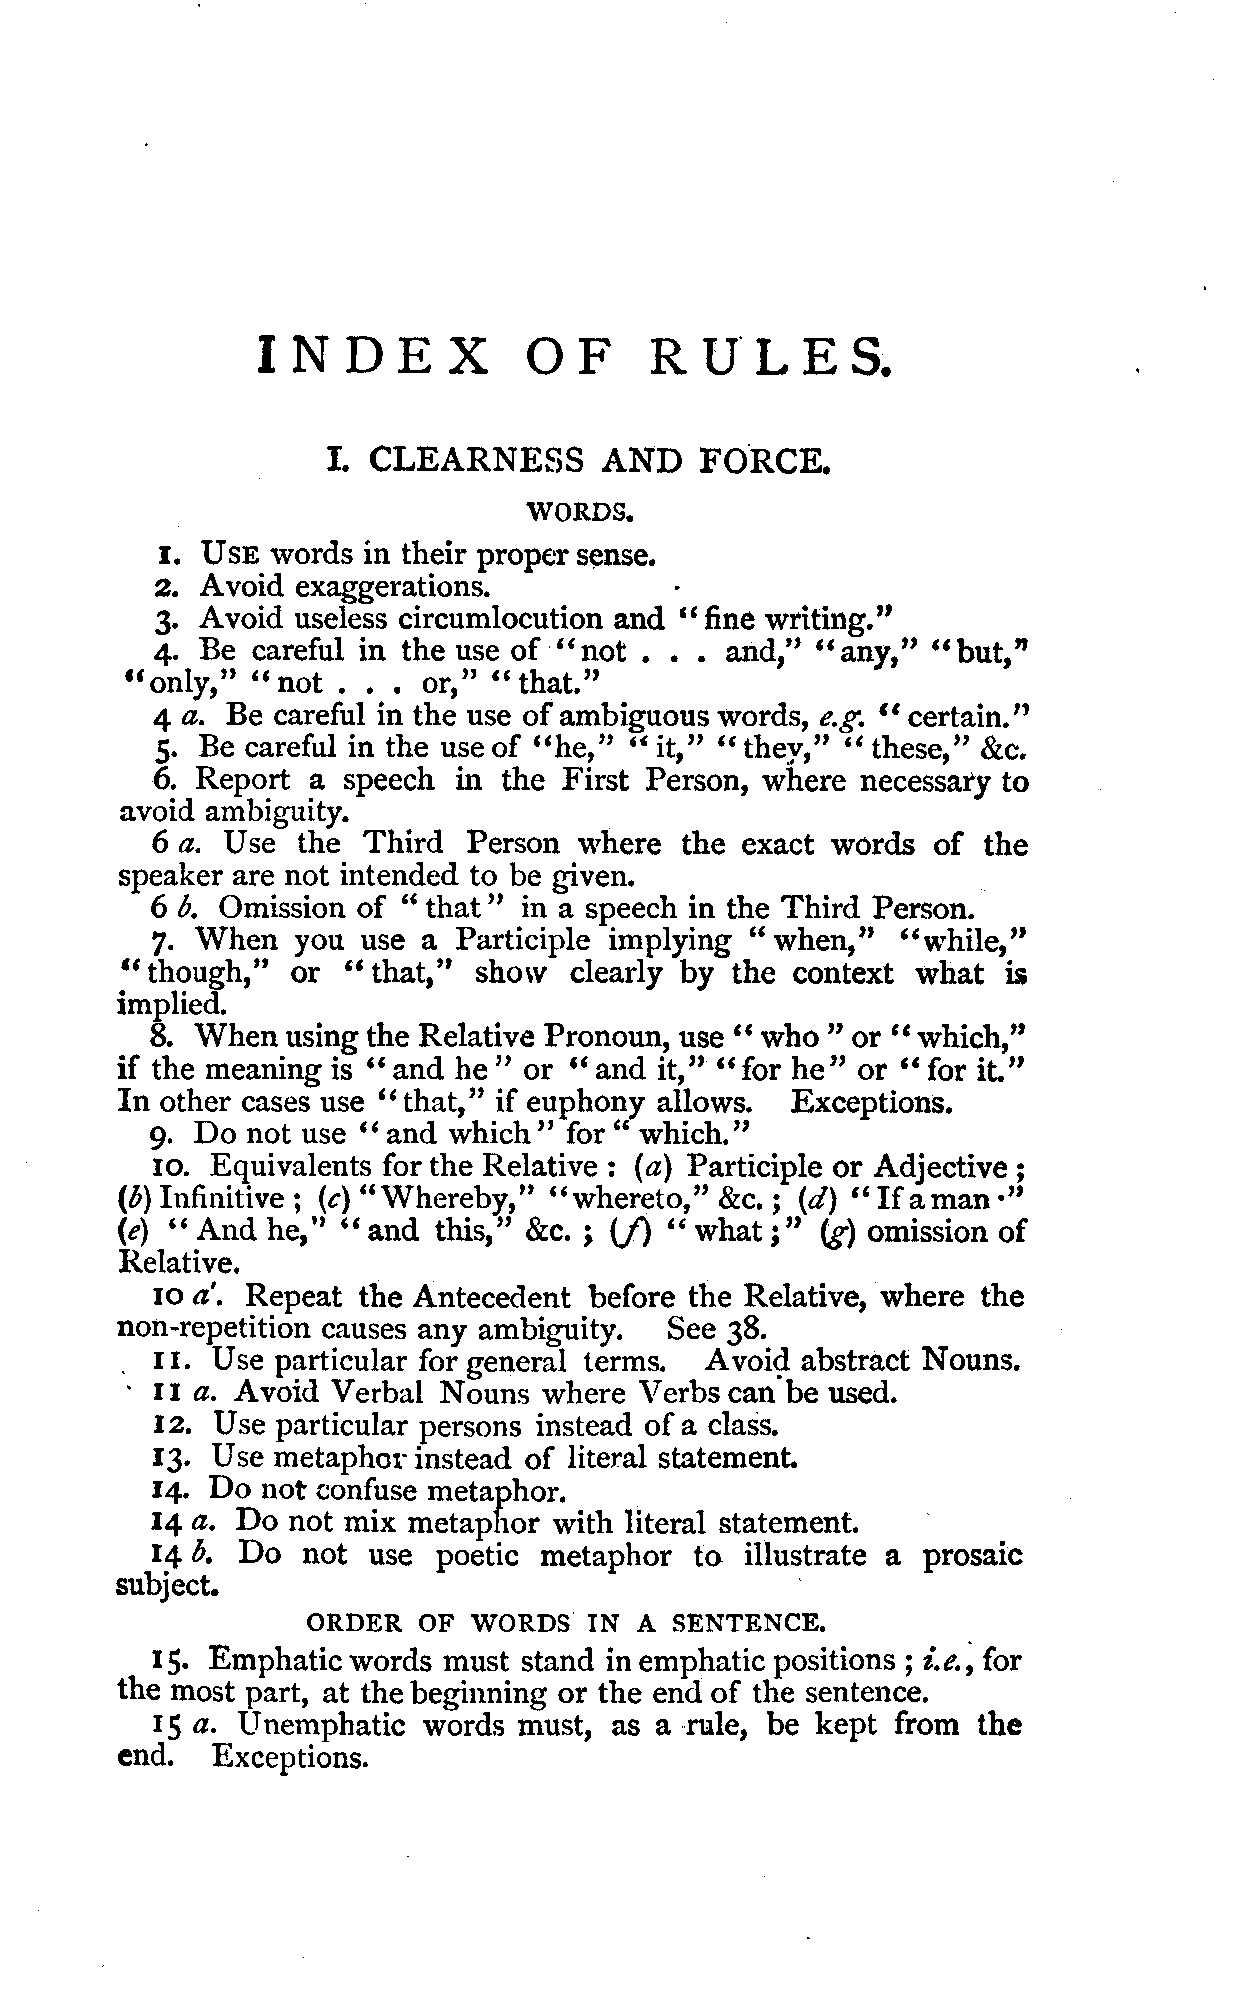 INDEX OF RULES.
I. CLEARNESS AND FORCE.
WORDS.
1. USE words in their proper sense.
2. Avoid exaggerations.
3. Avoid useless circumlocution and “fine writing.”
4. Be careful in the use of “not . . . and,” “any,” “but,”
“only,” “not . . . or,” “that.”
4 a. Be careful in the use of ambiguous words, e.g. “certain.”
5. Be careful in the use of “he,” “it,” “they,” “these,” &c.
6. Report a speech in the First Person, where necessary to
avoid ambiguity.
6 a. Use the Third Person where the exact words of the
speaker are not intended to be given.
6 b. Omission of “that” in a speech in the Third Person.
7. When you use a Participle implying “when,” “while,”
“though,” or “that,” show clearly by the context what is
implied.
8. When using the Relative Pronoun, use “who” or “which,”
if the meaning is “and he” or “and it,” “for he” or “for it.”
In other cases use “that,” if euphony allows. Exceptions.
9. Do not use “and which” for “which.”
10. Equivalents for the Relative : (a) Participle or Adjective ;
(b) Infinitive ; (c) “Whereby,” “whereto,” &c. ; (d) “If a man ·”
(e) “And he,” “and this,” &c. ; (f) “what ;” (g) omission of
Relative.
10 a'. Repeat the Antecedent before the Relative, where the
non-repetition causes any ambiguity. See 38.
11. Use particular for general terms. Avoid abstract Nouns.
11 a. Avoid Verbal Nouns where Verbs can be used.
12. Use particular persons instead of a class.
13. Use metaphor instead of literal statement.
14. Do not confuse metaphor.
14 a. Do not mix metaphor with literal statement.
14 b. Do not use poetic metaphor to illustrate a prosaic
subject.
ORDER OF WORDS IN A SENTENCE.
15. Emphatic words must stand in emphatic positions ; i.e., for
the most part, at the beginning or the end of the sentence.
15 a. Unemphatic words must, as a rule, be kept from the
end. Exceptions.